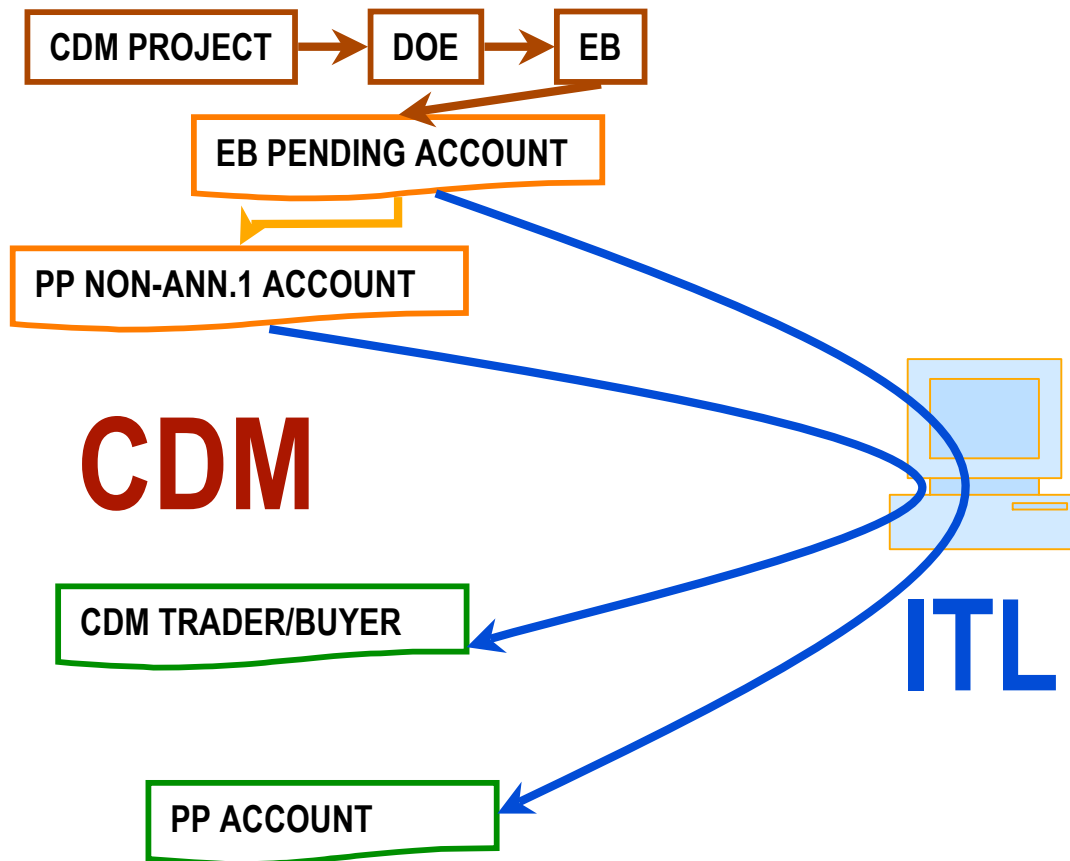 CDM PROJECT
DOE
EB
EB PENDING ACCOUNT
PP NON-ANN.1 ACCOUNT
CDM
CDM TRADER/BUYER
ITL
PP ACCOUNT